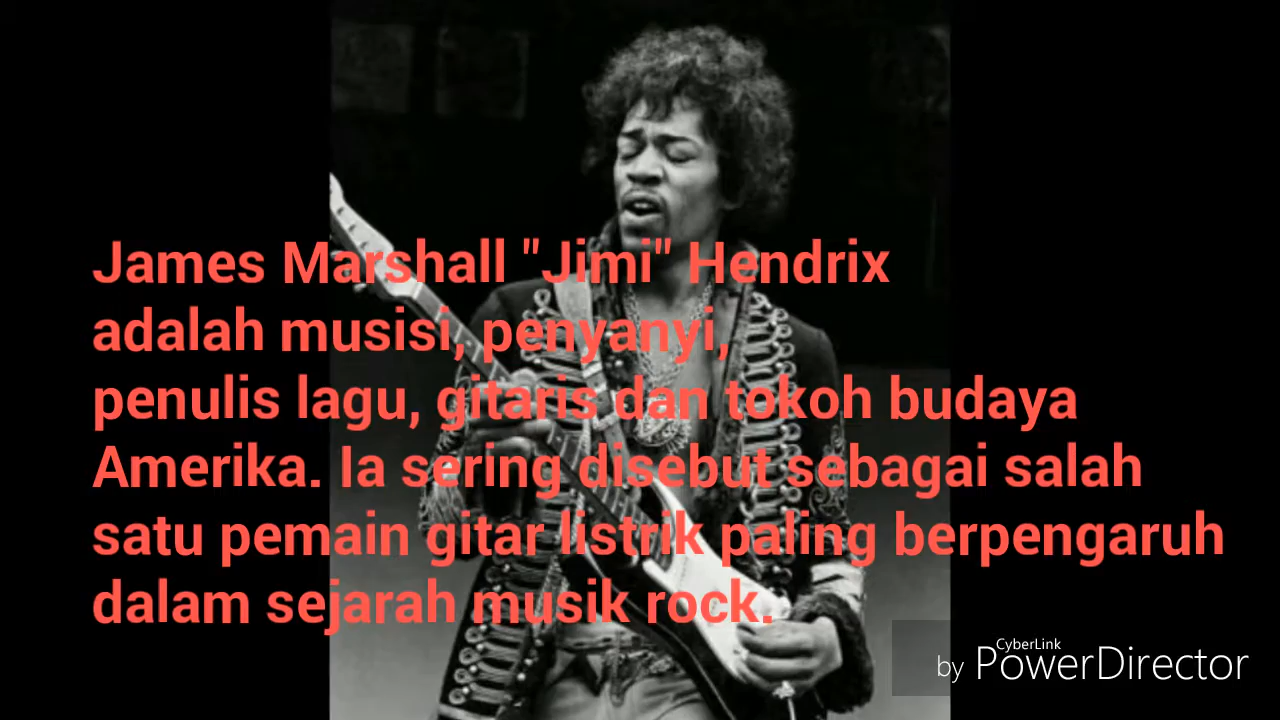 James Marshall "Jimi" Hendrix
adalah musisi, penyanyi,
penulis lagu, gitaris dan tokoh budaya
Amerika. Ia sering disebut sebagai salah
satu pemain gitar listrik paling berpengaruh
dalam sejarah musik rock.
CyberLink
by PowerDirector